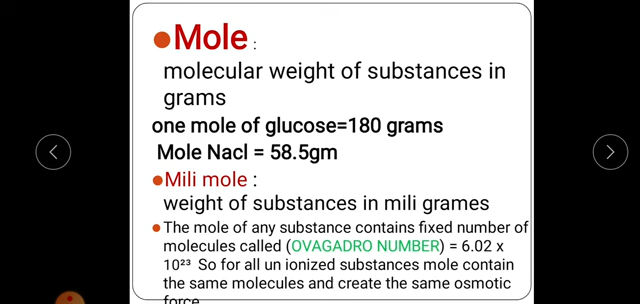 ●Mole :
molecular weight of substances in
grams
one mole of glucose=180 grams
Mole Nacl = 58.5gm
●Mili mole :
weight of substances in mili grames
● The mole of any substance contains fixed number of
molecules called (OVAGADRO NUMBER) = 6.02 x
10²³ So for all un ionized substances mole contain
the same molecules and create the same osmotic
force